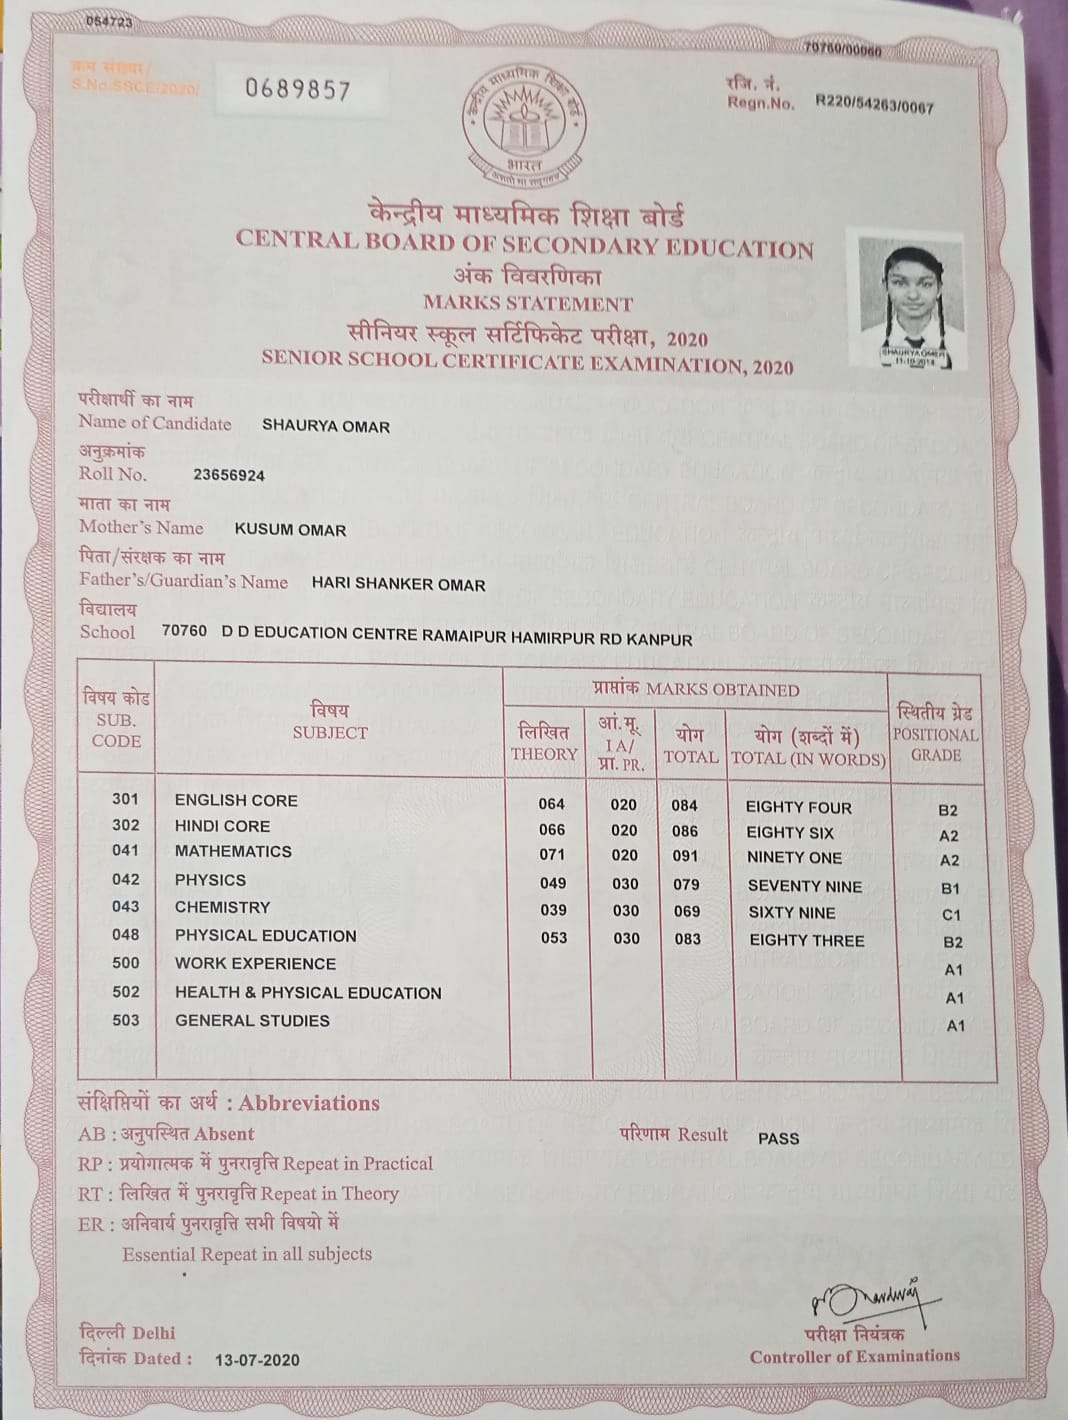 054723
70760/00060
क्रम संख्या/
S.No.SSCE/2020/
0689857
रजि. नं.
Regn.No. R220/54263/0067
केन्द्रीय माध्यमिक शिक्षा बोर्ड
भारत
असतो मा सद्गमय
केन्द्रीय माध्यमिक शिक्षा बोर्ड
CENTRAL BOARD OF SECONDARY EDUCATION
अंक विवरणिका
MARKS STATEMENT
सीनियर स्कूल सर्टिफिकेट परीक्षा, 2020
SENIOR SCHOOL CERTIFICATE EXAMINATION, 2020
SHAURYA OMER
11-10-2014
परीक्षार्थी का नाम
Name of Candidate SHAURYA OMAR
अनुक्रमांक
Roll No. 23656924
माता का नाम
Mother's Name KUSUM OMAR
पिता/संरक्षक का नाम
Father's/Guardian's Name HARI SHANKER OMAR
विद्यालय
School 70760 D D EDUCATION CENTRE RAMAIPUR HAMIRPUR RD KANPUR
विषय कोड
SUB.
CODE
विषय
SUBJECT
प्राप्तांक MARKS OBTAINED
लिखित
THEORY
आं.मू.
I A/
प्रा. PR.
योग
TOTAL
योग (शब्दों में)
TOTAL (IN WORDS)
स्थितीय ग्रेड
POSITIONAL
GRADE
301 ENGLISH CORE 064 020 084 EIGHTY FOUR B2
302 HINDI CORE 066 020 086 EIGHTY SIX A2
041 MATHEMATICS 071 020 091 NINETY ONE A2
042 PHYSICS 049 030 079 SEVENTY NINE B1
043 CHEMISTRY 039 030 069 SIXTY NINE C1
048 PHYSICAL EDUCATION 053 030 083 EIGHTY THREE B2
500 WORK EXPERIENCE A1
502 HEALTH & PHYSICAL EDUCATION A1
503 GENERAL STUDIES A1
संक्षिप्तियों का अर्थ : Abbreviations
AB : अनुपस्थित Absent
परिणाम Result PASS
RP : प्रयोगात्मक में पुनरावृत्ति Repeat in Practical
RT : लिखित में पुनरावृत्ति Repeat in Theory
ER : अनिवार्य पुनरावृत्ति सभी विषयो में
Essential Repeat in all subjects
दिल्ली Delhi
दिनांक Dated : 13-07-2020
परीक्षा नियंत्रक
Controller of Examinations